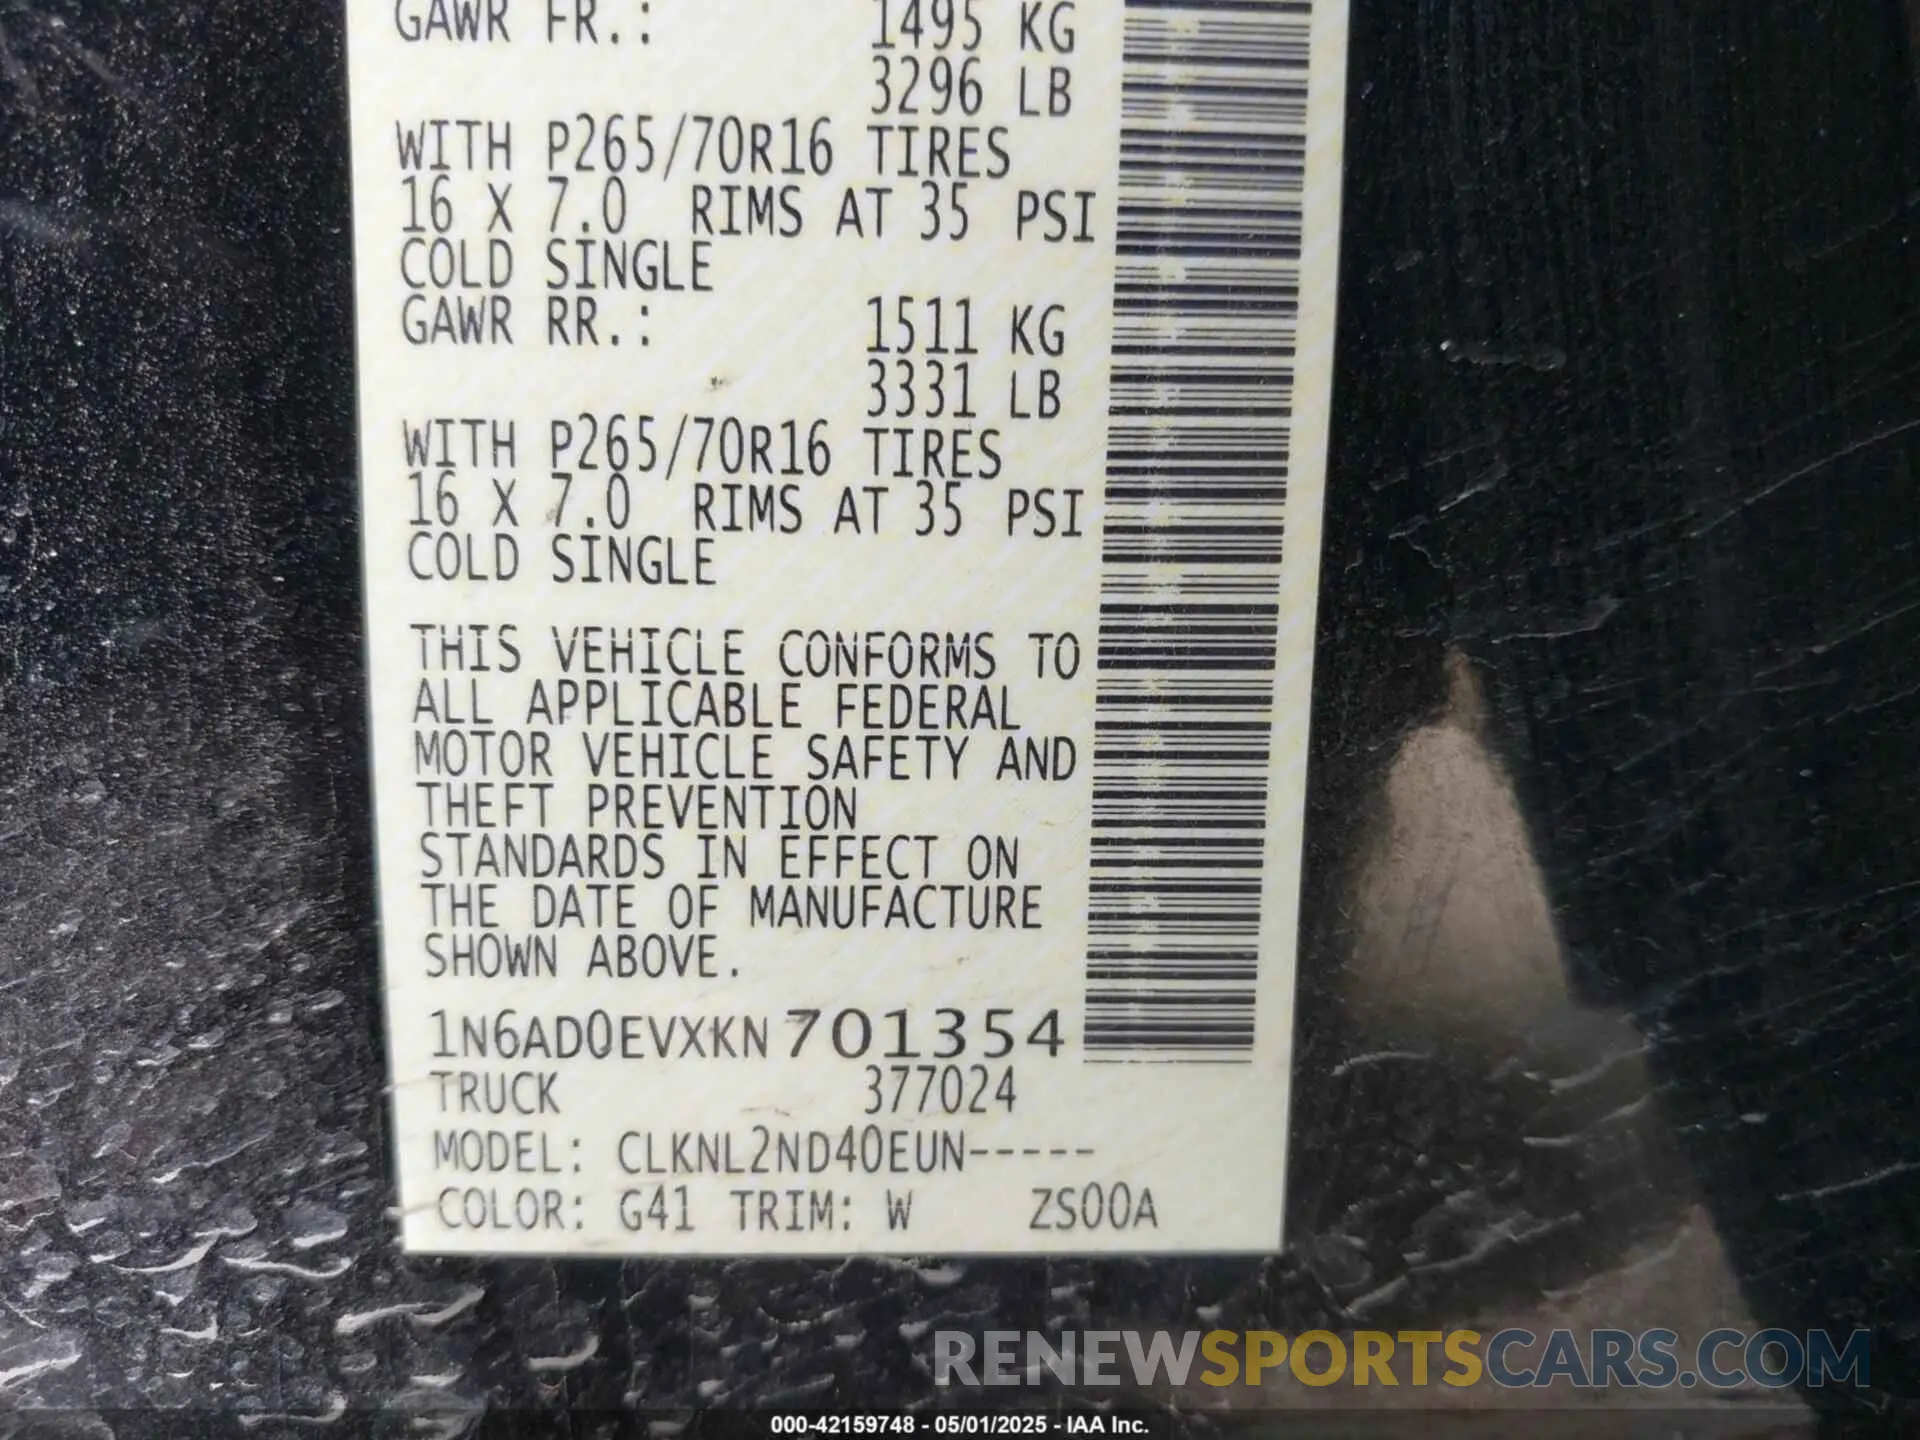 GAWR FR.: 1495 KG
3296 LB
WITH P265/70R16 TIRES
16 X 7.0 RIMS AT 35 PSI
COLD SINGLE
GAWR RR.: 1511 KG
3331 LB
WITH P265/70R16 TIRES
16 X 7.0 RIMS AT 35 PSI
COLD SINGLE
THIS VEHICLE CONFORMS TO
ALL APPLICABLE FEDERAL
MOTOR VEHICLE SAFETY AND
THEFT PREVENTION
STANDARDS IN EFFECT ON
THE DATE OF MANUFACTURE
SHOWN ABOVE.
1N6AD0EVXKN701354
TRUCK 377024
MODEL: CLKNL2ND40EUN-----
COLOR: G41 TRIM: W ZS00A
RENEWSPORTSCARS.COM
000-42159748 - 05/01/2025 - IAA Inc.